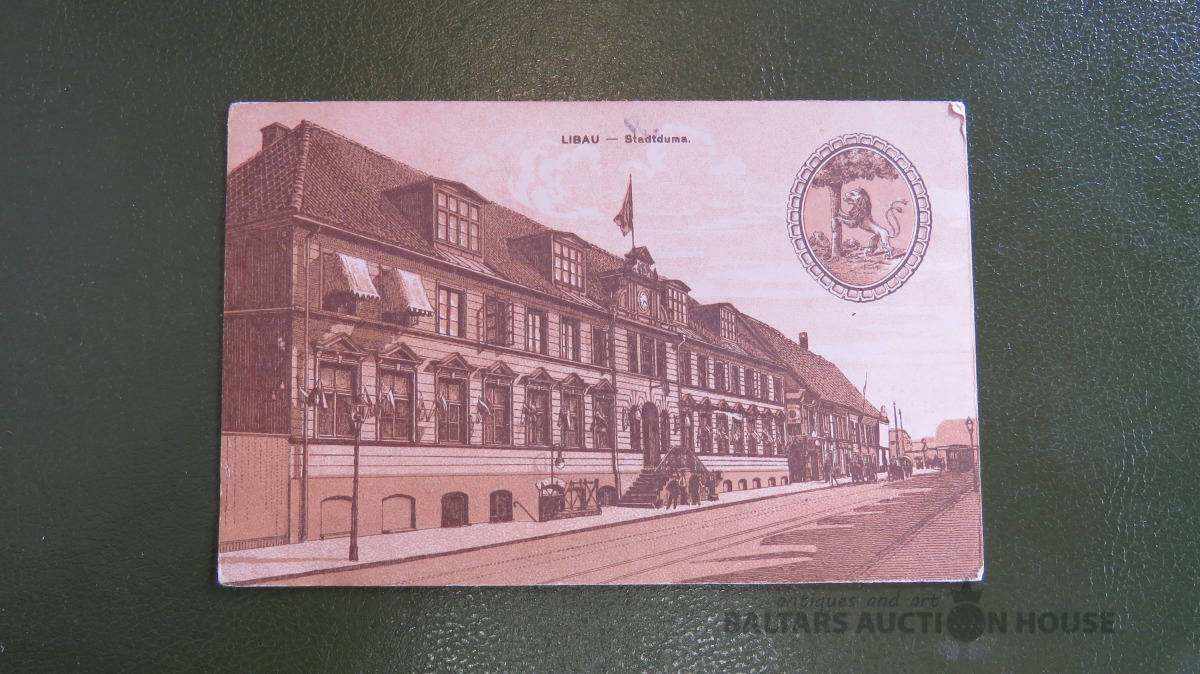 LIBAU — Stadtduma.
antiques and art
BALTARS AUCTION HOUSE